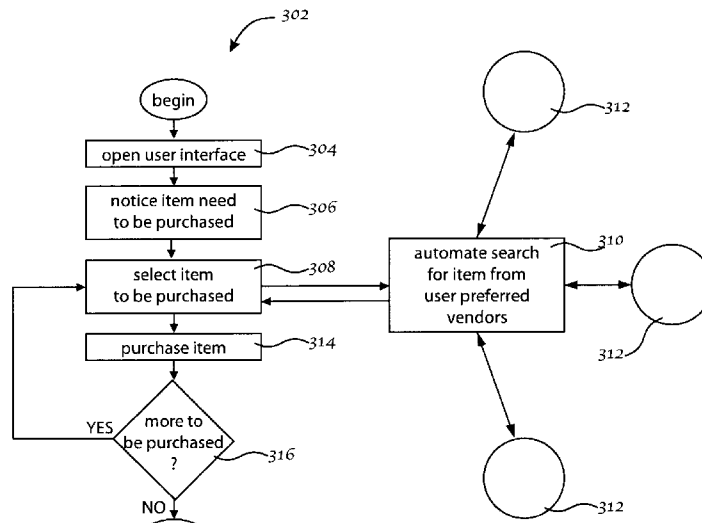 302
begin
312
open user interface
304
notice item need
to be purchased
306
310
automate search
for item from
user preferred
vendors
select item
to be purchased
308
312
purchase item
314
YES
more to
be purchased
?
316
NO
312